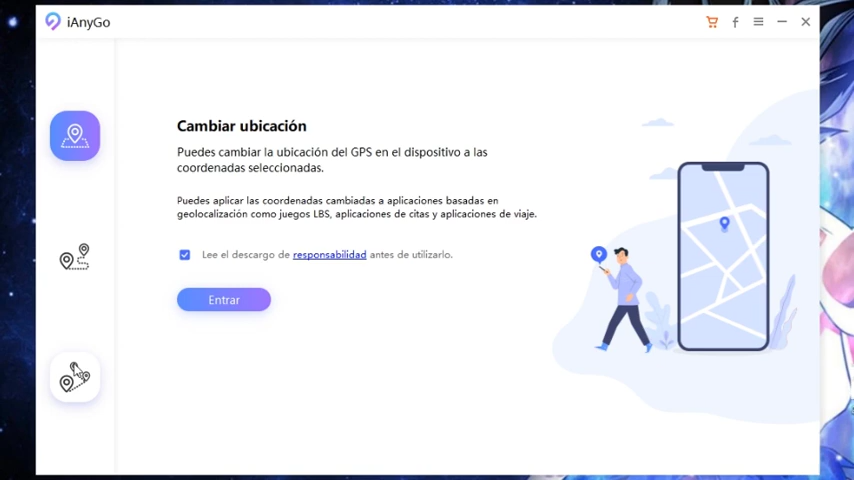 iAnyGo
Cambiar ubicación
Puedes cambiar la ubicación del GPS en el dispositivo a las
coordenadas seleccionadas.
Puedes aplicar las coordenadas cambiadas a aplicaciones basadas en
geolocalización como juegos LBS, aplicaciones de citas y aplicaciones de viaje.
Lee el descargo de responsabilidad antes de utilizarlo.
Entrar